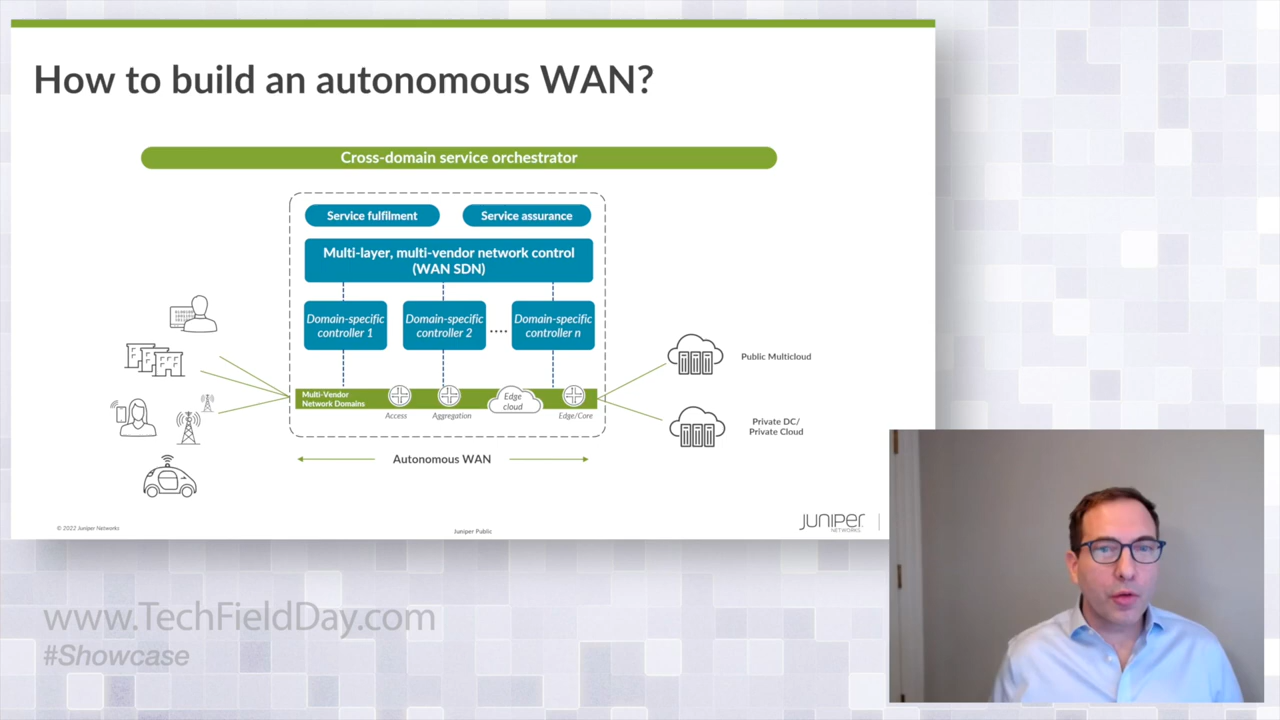 How to build an autonomous WAN?
Cross-domain service orchestrator
Service fulfilment
Service assurance
Multi-layer, multi-vendor network control
(WAN SDN)
Domain-specific
controller 1
Domain-specific
controller 2
....
Domain-specific
controller n
Multi-Vendor
Network Domains
Edge
cloud
Access
Aggregation
Edge/Core
Public Multicloud
Private DC/
Private Cloud
Autonomous WAN
© 2022 Juniper Networks
Juniper Public
JUNIPER
NETWORKS
www.TechFieldDay.com
#Showcase